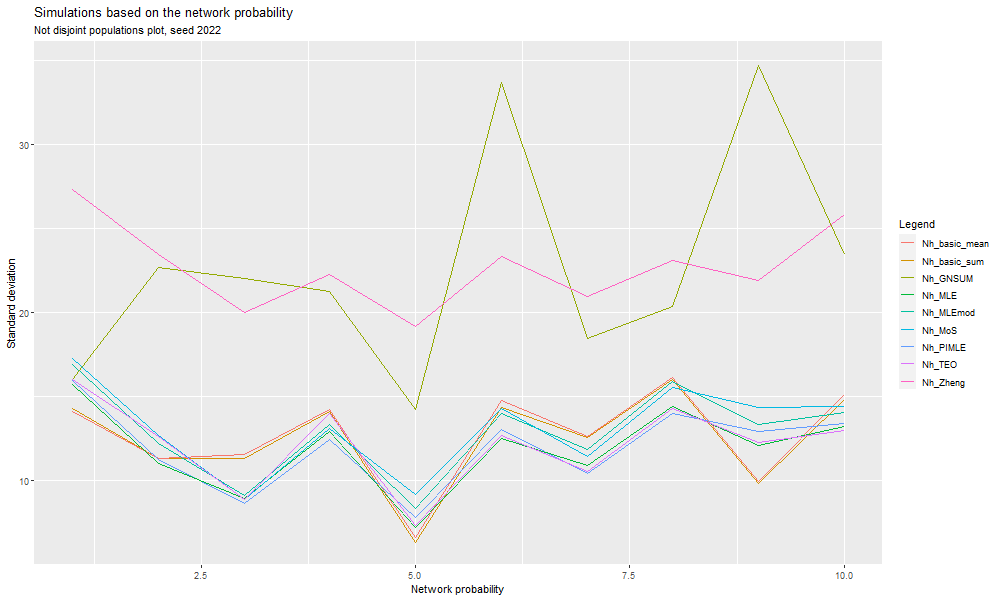 Simulations based on the network probability
Not disjoint populations plot, seed 2022
Standard deviation
30
20
10
2.5
5.0
7.5
10.0
Network probability
Legend
Nh_basic_mean
Nh_basic_sum
Nh_GNSUM
Nh_MLE
Nh_MLEmod
Nh_MoS
Nh_PIMLE
Nh_TEO
Nh_Zheng